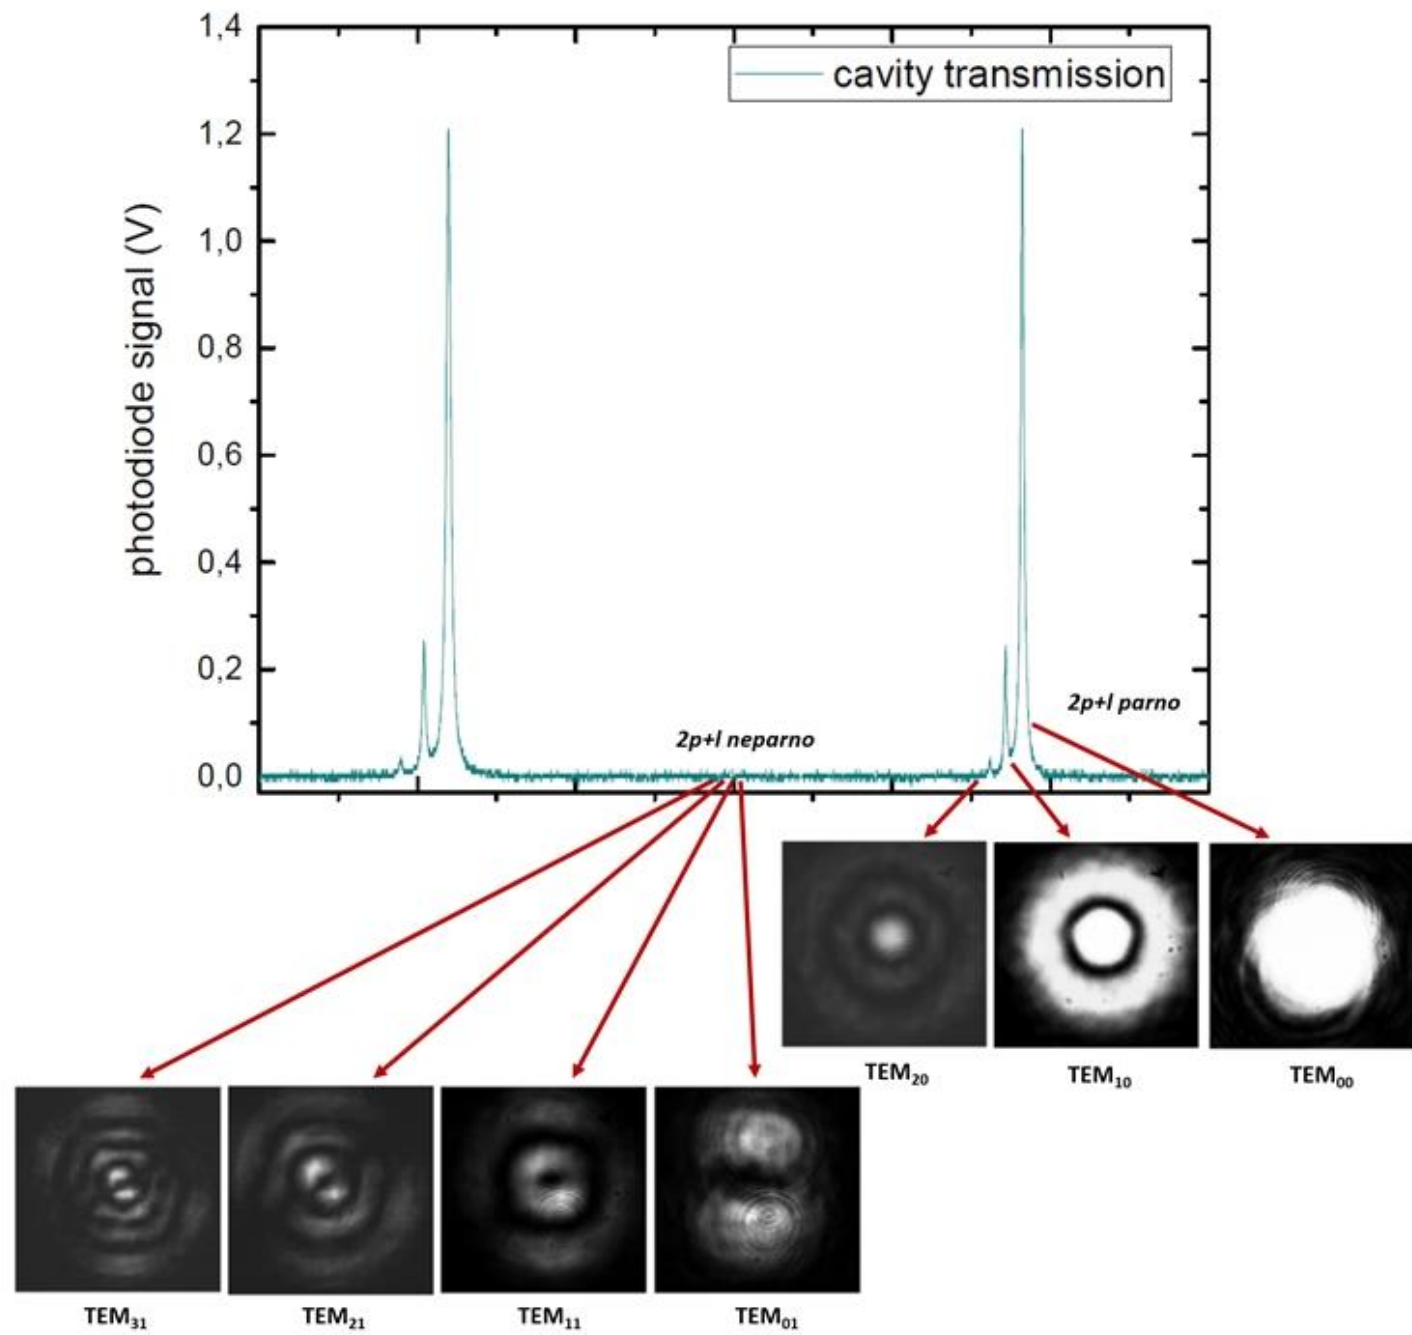 1,4
cavity transmission
1,2
1,0
0,8
0,6
0,4
0,2
0,0
photodiode signal (V)
2p+l parno
2p+l neparno
TEM₂₀
TEM₁₀
TEM₀₀
TEM₃₁
TEM₂₁
TEM₁₁
TEM₀₁